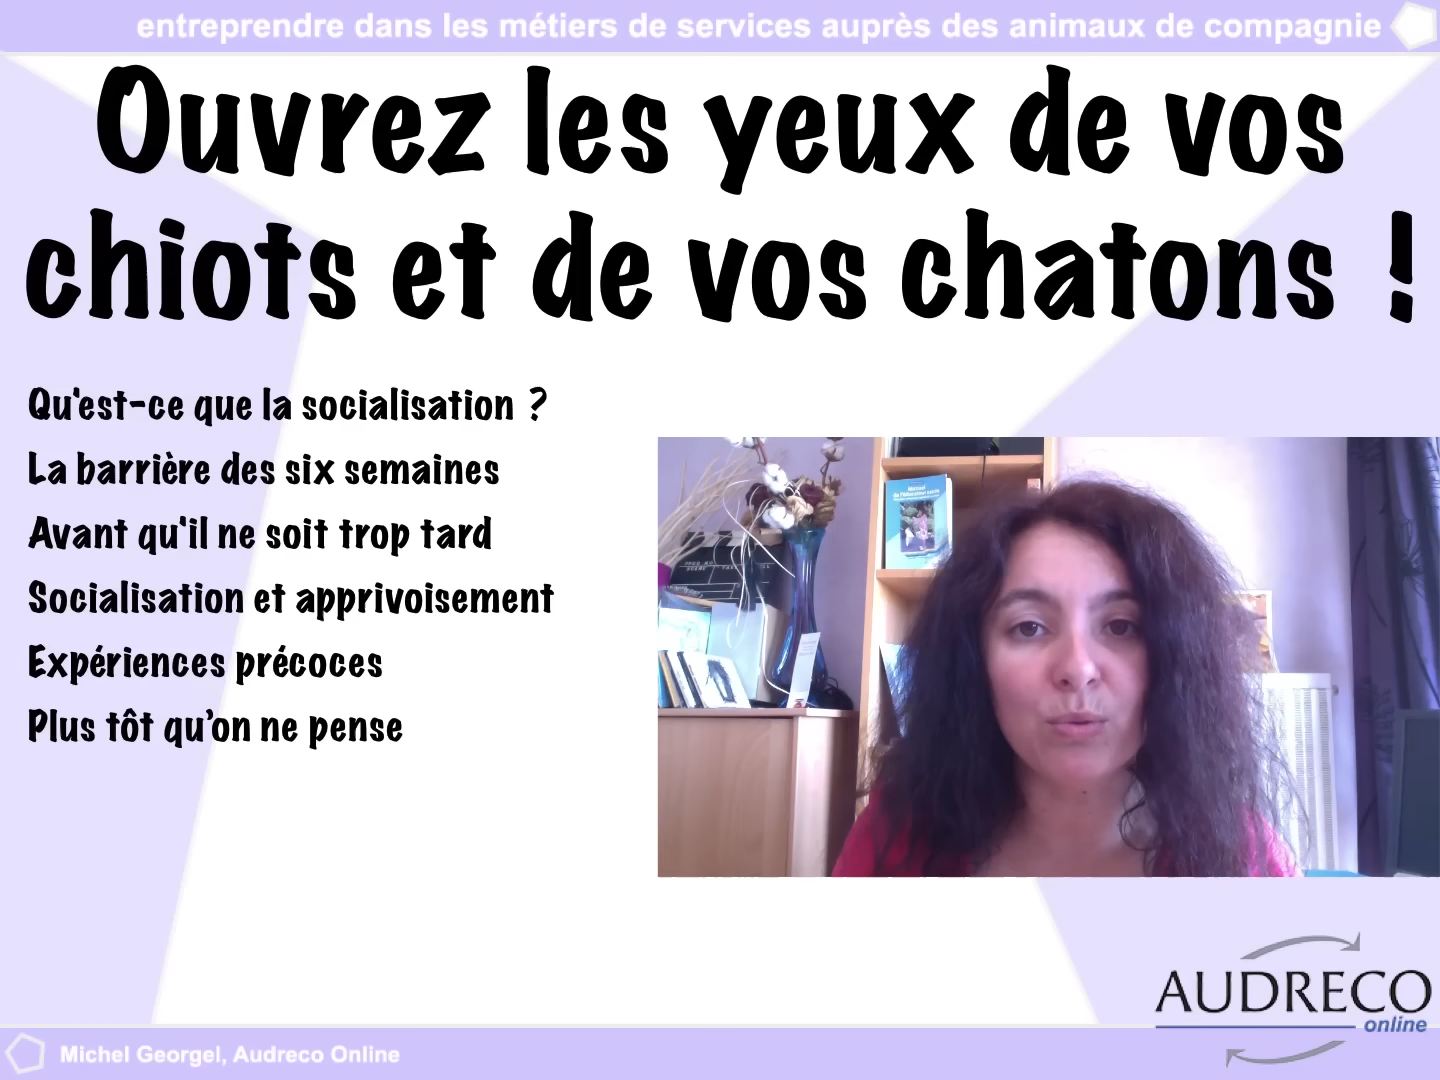 entreprendre dans les métiers de services auprès des animaux de compagnie
Ouvrez les yeux de vos
chiots et de vos chatons !
Qu'est-ce que la socialisation ?
La barrière des six semaines
Avant qu'il ne soit trop tard
Socialisation et apprivoisement
Expériences précoces
Plus tôt qu’on ne pense
AUDRECO
online
Michel Georgel, Audreco Online